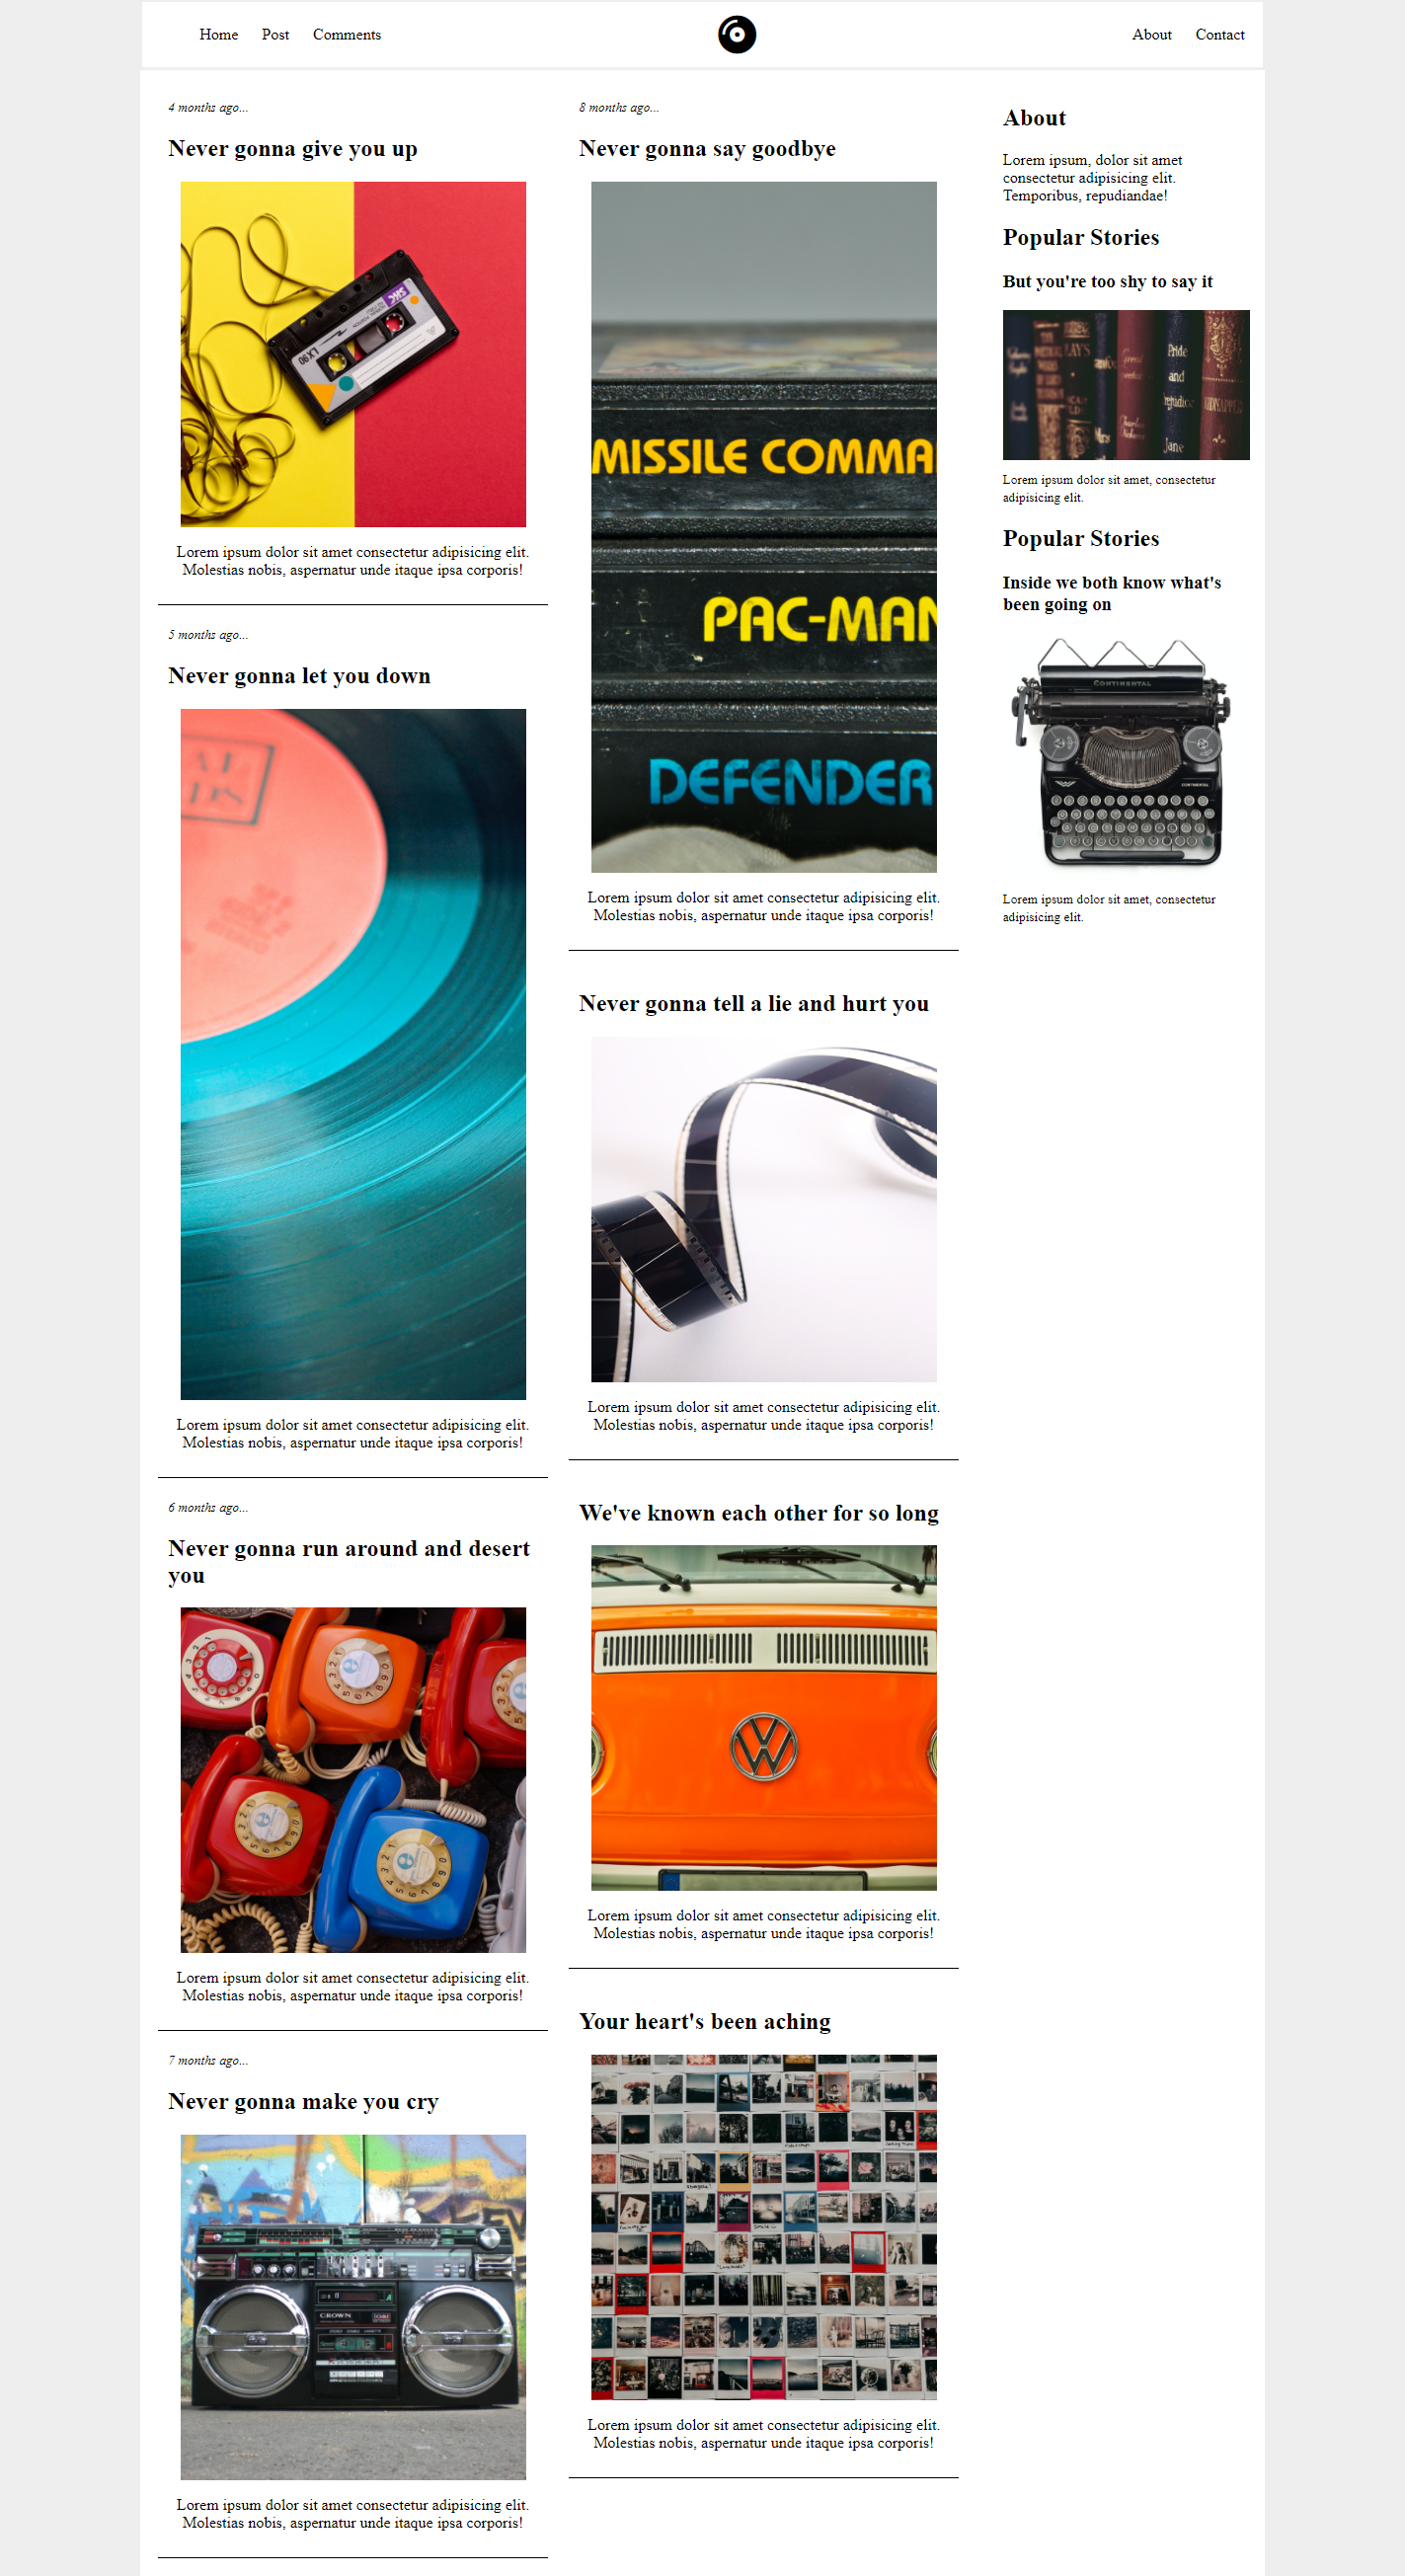 Home Post Comments About Contact
4 months ago...
Never gonna give you up
LX90
Lorem ipsum dolor sit amet consectetur adipisicing elit.
Molestias nobis, aspernatur unde itaque ipsa corporis!
5 months ago...
Never gonna let you down
Lorem ipsum dolor sit amet consectetur adipisicing elit.
Molestias nobis, aspernatur unde itaque ipsa corporis!
6 months ago...
Never gonna run around and desert
you
Lorem ipsum dolor sit amet consectetur adipisicing elit.
Molestias nobis, aspernatur unde itaque ipsa corporis!
7 months ago...
Never gonna make you cry
CROWN
Lorem ipsum dolor sit amet consectetur adipisicing elit.
Molestias nobis, aspernatur unde itaque ipsa corporis!
8 months ago...
Never gonna say goodbye
MISSILE COMMA
PAC-MAN
DEFENDER
Lorem ipsum dolor sit amet consectetur adipisicing elit.
Molestias nobis, aspernatur unde itaque ipsa corporis!
Never gonna tell a lie and hurt you
Lorem ipsum dolor sit amet consectetur adipisicing elit.
Molestias nobis, aspernatur unde itaque ipsa corporis!
We've known each other for so long
Lorem ipsum dolor sit amet consectetur adipisicing elit.
Molestias nobis, aspernatur unde itaque ipsa corporis!
Your heart's been aching
Lorem ipsum dolor sit amet consectetur adipisicing elit.
Molestias nobis, aspernatur unde itaque ipsa corporis!
About
Lorem ipsum, dolor sit amet
consectetur adipisicing elit.
Temporibus, repudiandae!
Popular Stories
But you're too shy to say it
Pride
and
Jane
KIDNAPPED
Lorem ipsum dolor sit amet, consectetur
adipisicing elit.
Popular Stories
Inside we both know what's
been going on
CONTINENTAL
CONTINENTAL
Lorem ipsum dolor sit amet, consectetur
adipisicing elit.